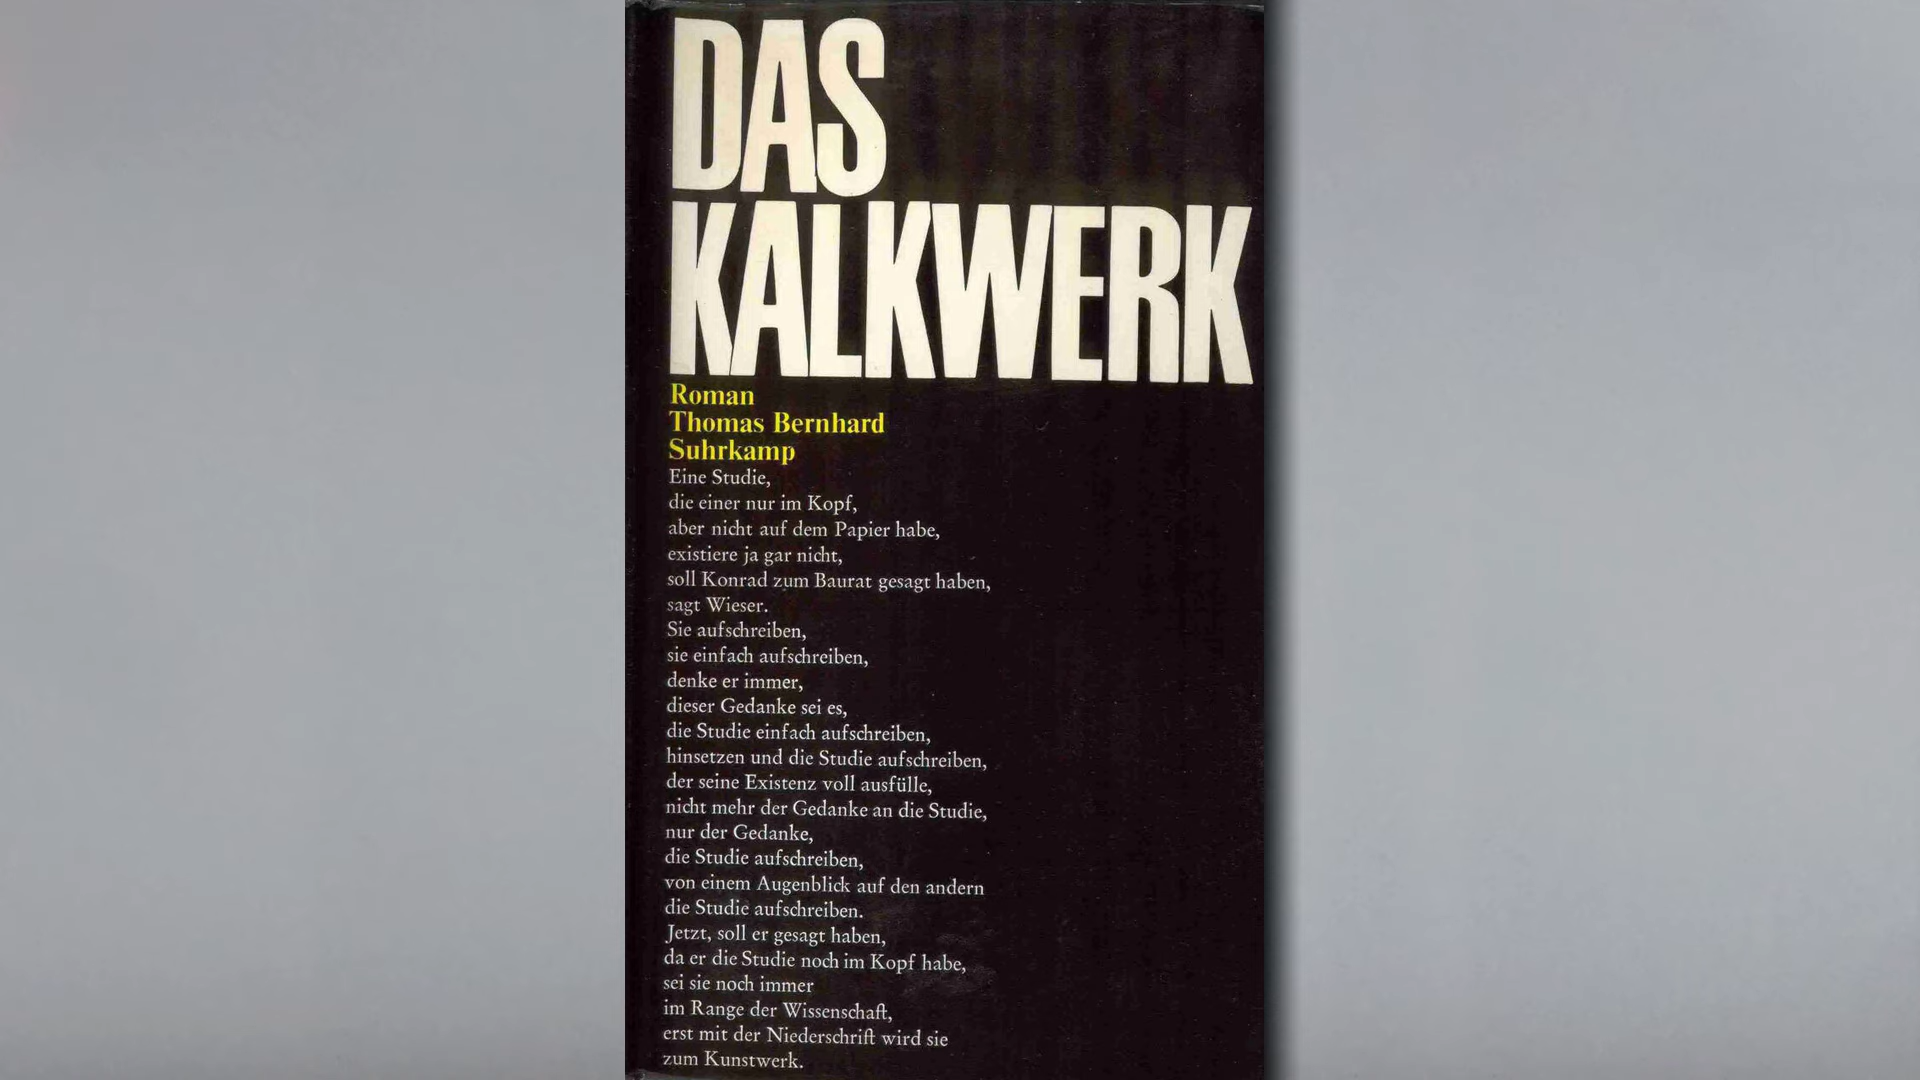 DAS
KALKWERK
Roman
Thomas Bernhard
Suhrkamp
Eine Studie,
die einer nur im Kopf,
aber nicht auf dem Papier habe,
existiere ja gar nicht,
soll Konrad zum Baurat gesagt haben,
sagt Wieser.
Sie aufschreiben,
sie einfach aufschreiben,
denke er immer,
dieser Gedanke sei es,
die Studie einfach aufschreiben,
hinsetzen und die Studie aufschreiben,
der seine Existenz voll ausfülle,
nicht mehr der Gedanke an die Studie,
nur der Gedanke,
die Studie aufschreiben,
von einem Augenblick auf den andern
die Studie aufschreiben.
Jetzt, soll er gesagt haben,
da er die Studie noch im Kopf habe,
sei sie noch immer
im Range der Wissenschaft,
erst mit der Niederschrift wird sie
zum Kunstwerk.